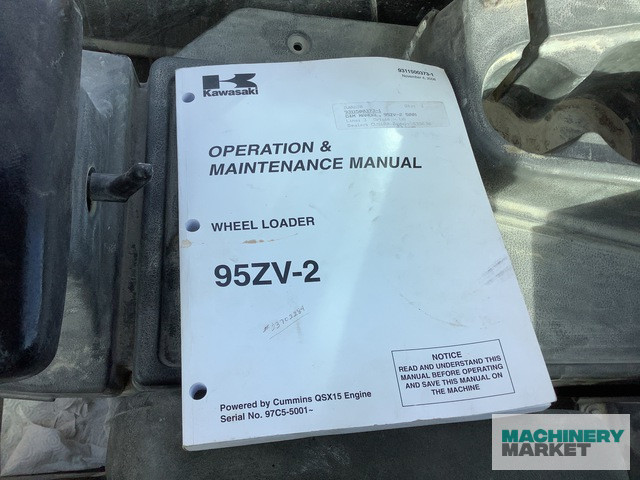 Kawasaki
OPERATION &
MAINTENANCE MANUAL
WHEEL LOADER
95ZV-2
NOTICE
READ AND UNDERSTAND THIS
MANUAL BEFORE OPERATING
AND SAVE THIS MANUAL ON
THE MACHINE
Powered by Cummins QSX15 Engine
Serial No. 97C5-5001~
MACHINERY
MARKET